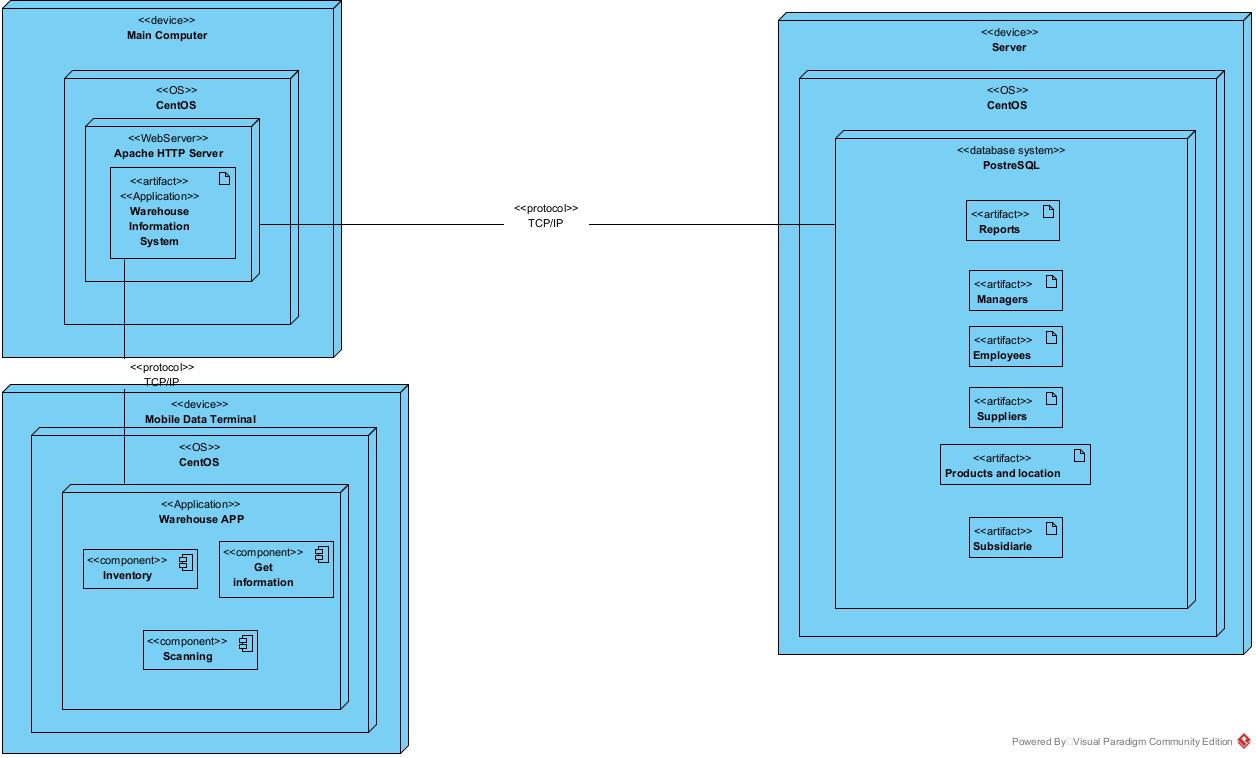 <<device>>
Main Computer
<<OS>>
CentOS
<<WebServer>>
Apache HTTP Server
<<artifact>>
<<Application>>
Warehouse
Information
System
<<protocol>>
TCP/IP
<<device>>
Mobile Data Terminal
<<OS>>
CentOS
<<Application>>
Warehouse APP
<<component>>
Inventory
<<component>>
Get
information
<<component>>
Scanning
<<protocol>>
TCP/IP
<<device>>
Server
<<OS>>
CentOS
<<database system>>
PostreSQL
<<artifact>>
Reports
<<artifact>>
Managers
<<artifact>>
Employees
<<artifact>>
Suppliers
<<artifact>>
Products and location
<<artifact>>
Subsidiarie
Powered By Visual Paradigm Community Edition